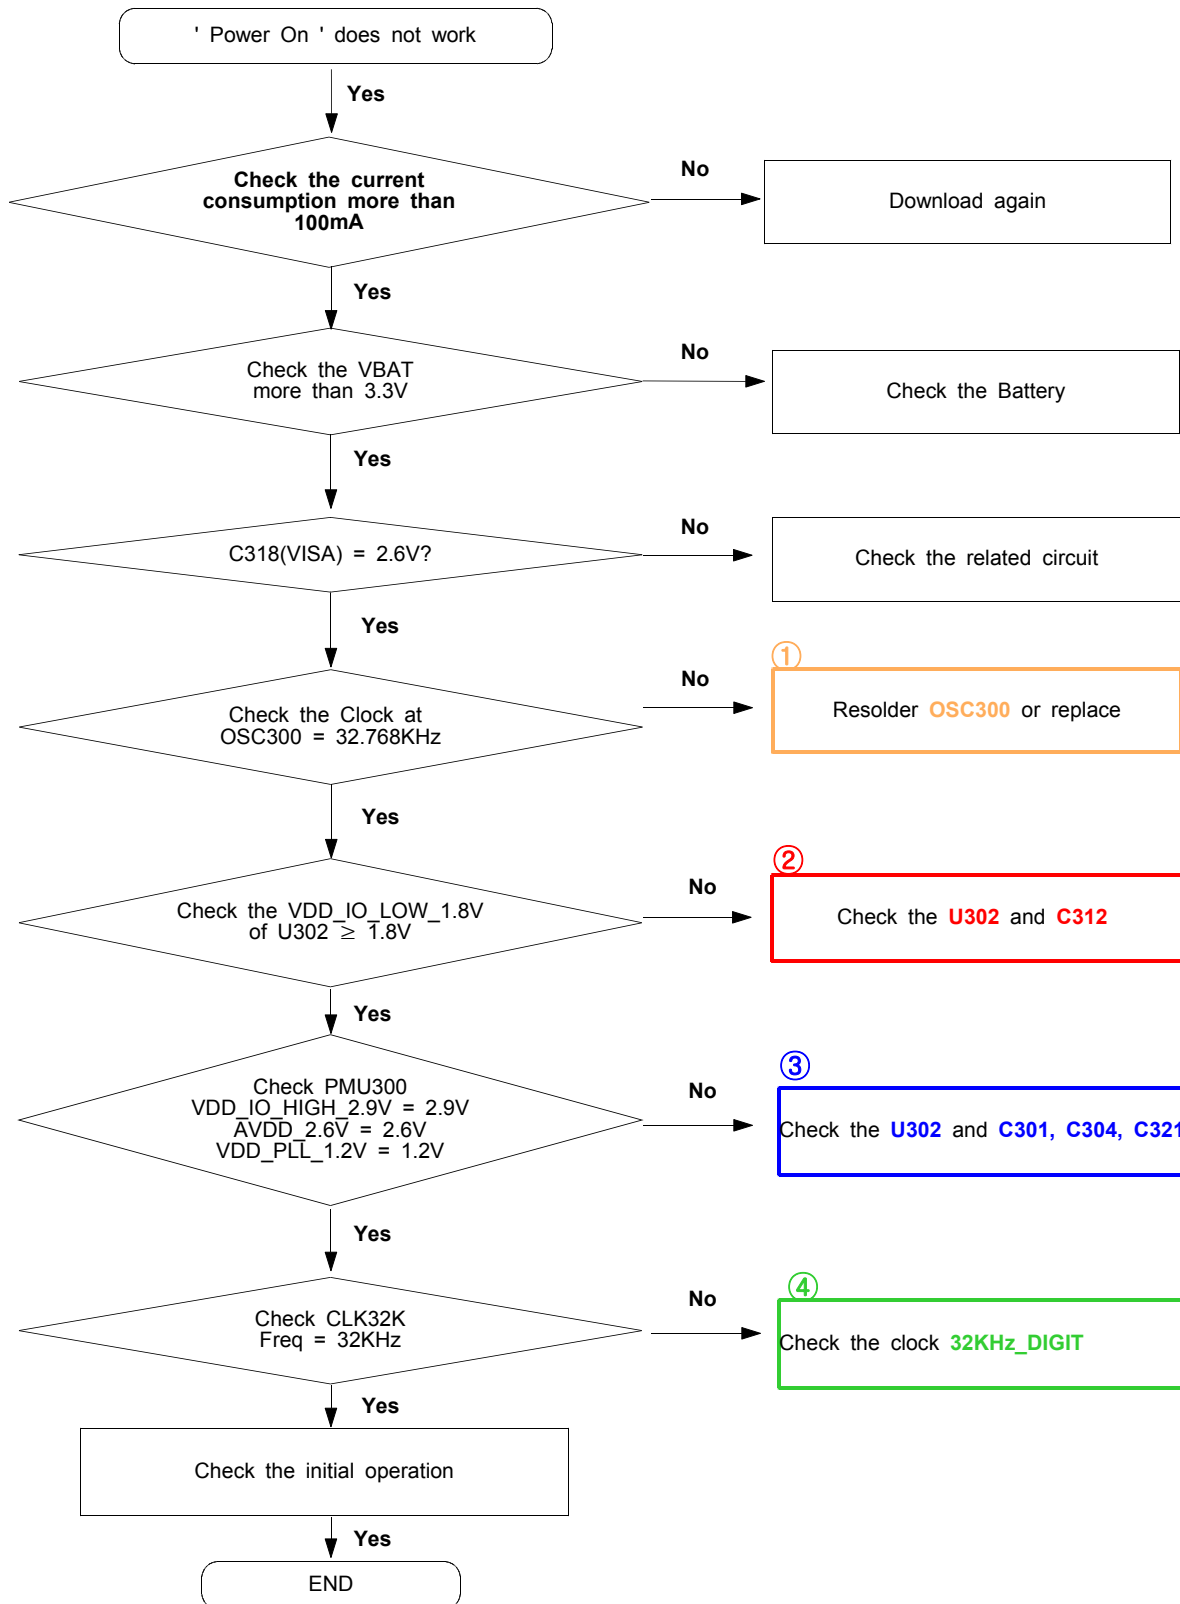 ' Power On ' does not work
Yes
Check the current
consumption more than
100mA
No
Download again
Yes
Check the VBAT
more than 3.3V
No
Check the Battery
Yes
C318(VISA) = 2.6V?
No
Check the related circuit
Yes
Check the Clock at
OSC300 = 32.768KHz
No
①
Resolder OSC300 or replace
Yes
Check the VDD_IO_LOW_1.8V
of U302 ≥ 1.8V
No
②
Check the U302 and C312
Yes
Check PMU300
VDD_IO_HIGH_2.9V = 2.9V
AVDD_2.6V = 2.6V
VDD_PLL_1.2V = 1.2V
No
③
Check the U302 and C301, C304, C321
Yes
Check CLK32K
Freq = 32KHz
No
④
Check the clock 32KHz_DIGIT
Yes
Check the initial operation
Yes
END